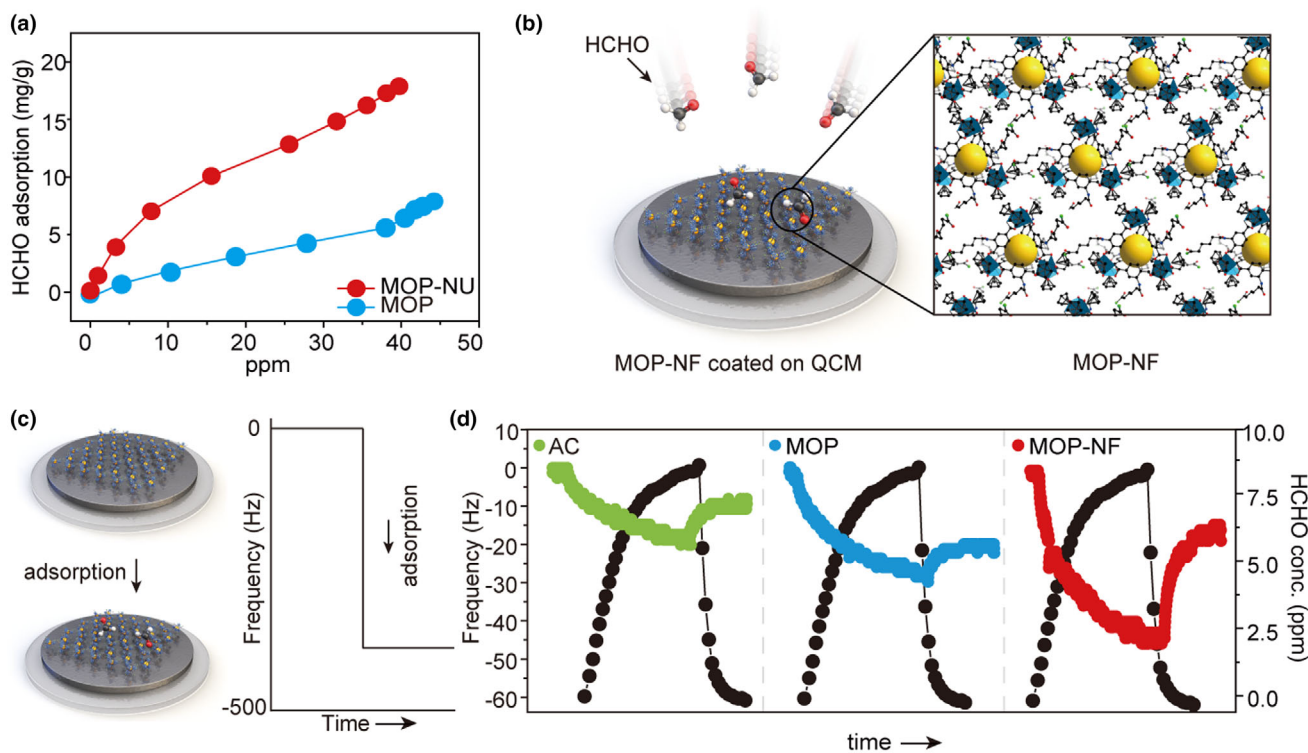 (a)
HCHO adsorption (mg/g)
20
15
10
5
0
MOP-NU
MOP
0
10
20
30
40
50
ppm
(b)
HCHO
MOP-NF coated on QCM
MOP-NF
(c)
adsorption
0
Frequency (Hz)
-500
adsorption
Time
(d)
10
0
-10
-20
-30
-40
-50
-60
Frequency (Hz)
AC
MOP
MOP-NF
10.0
7.5
5.0
2.5
0.0
HCHO conc. (ppm)
time